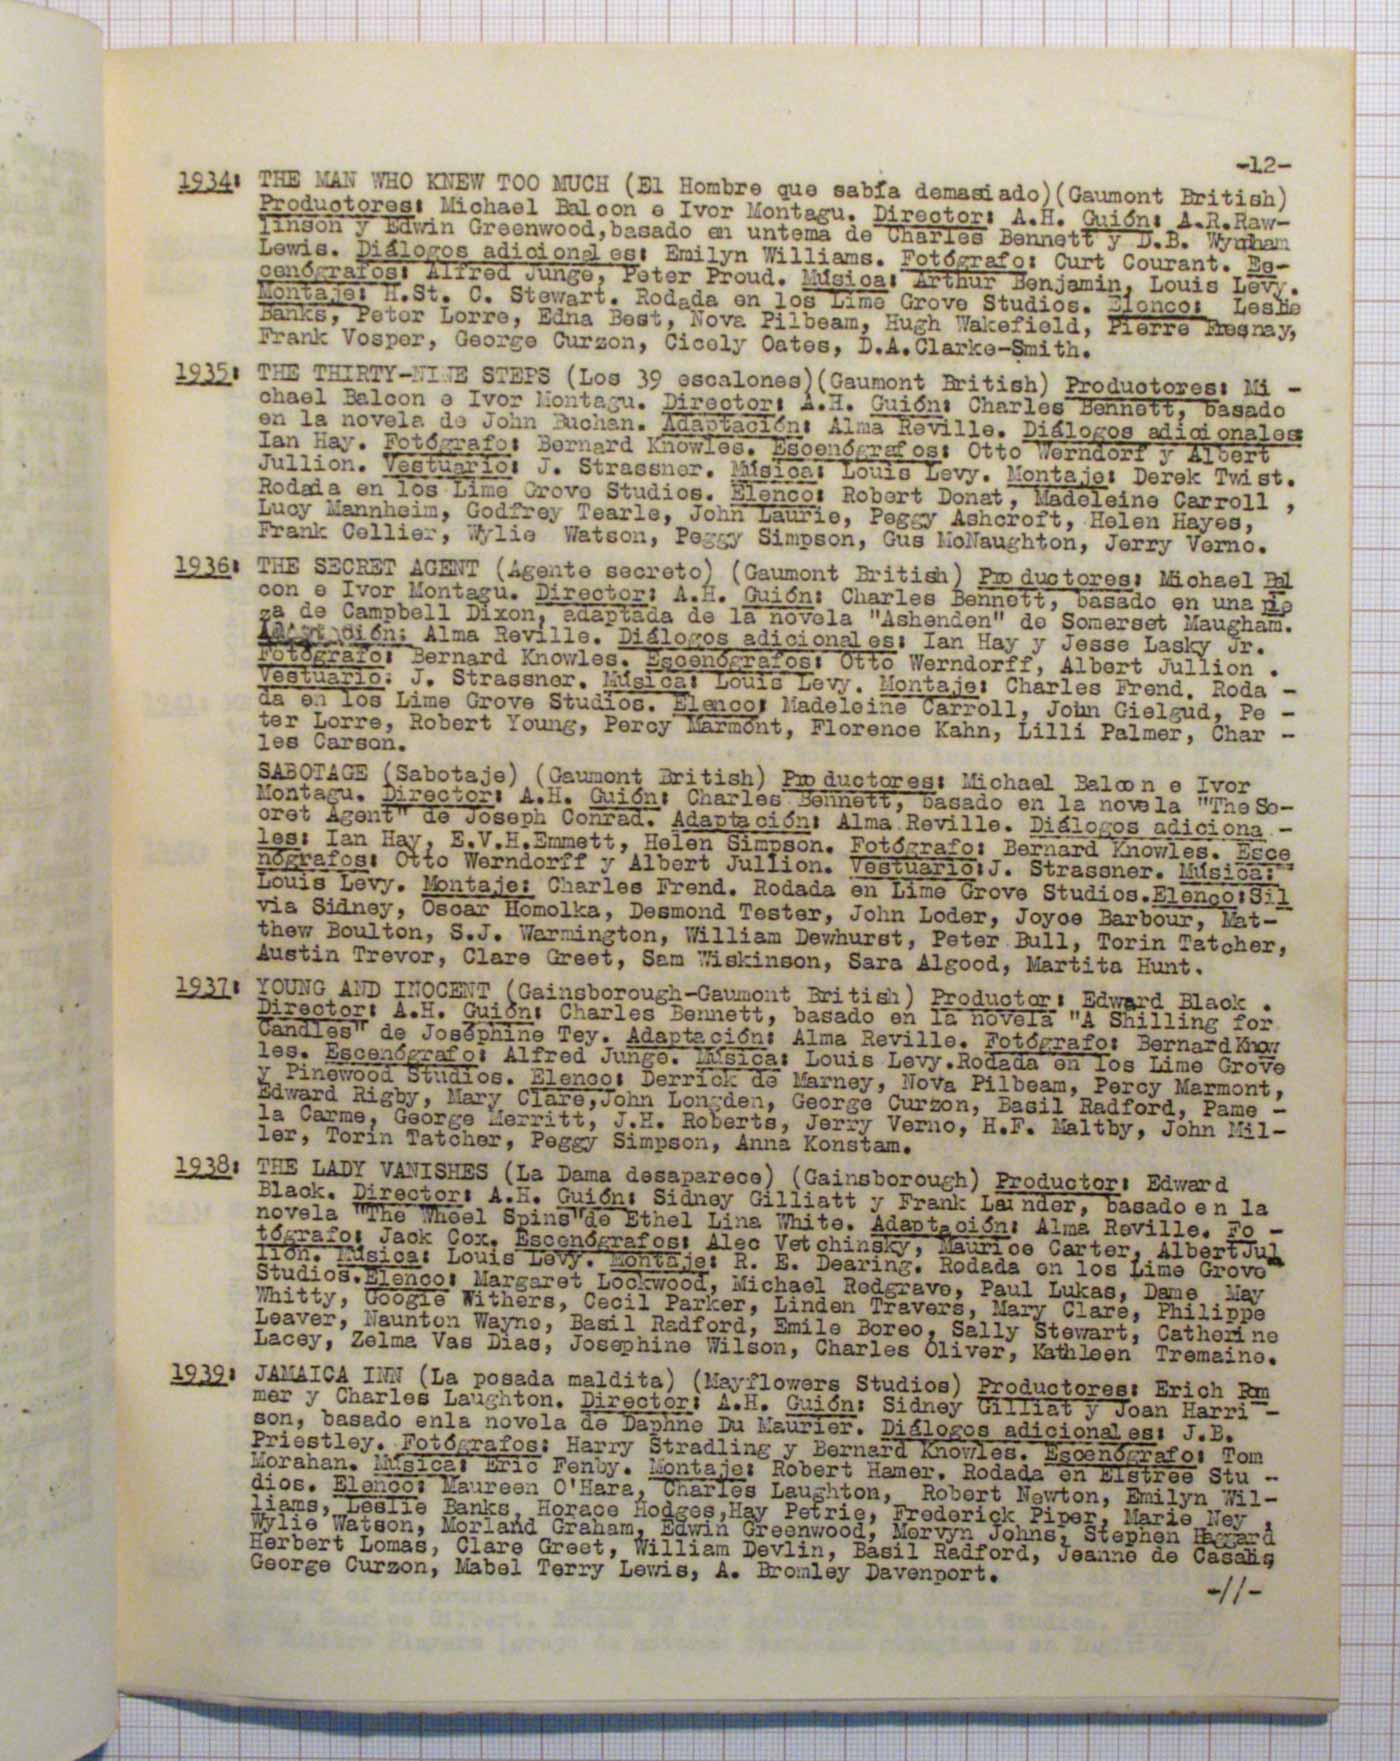 -12-
1934: THE MAN WHO KNEW TOO MUCH (El Hombre que sabía demasiado)(Gaumont British)
Productores: Michael Balcon e Ivor Montagu. Director: A.H. Guión: A.R.Raw-
linson y Edwin Greenwood,basado en untema de Charles Bennett y D.B. Wyndham
Lewis. Diálogos adicionales: Emilyn Williams. Fotógrafo: Curt Courant. Es-
cenógrafos: Alfred Junge, Peter Proud. Música: Arthur Benjamin, Louis Levy.
Montaje: H.St. C. Stewart. Rodada en los Lime Grove Studios. Elenco: Leslie
Banks, Peter Lorre, Edna Best, Nova Pilbeam, Hugh Wakefield, Pierre Fresnay,
Frank Vosper, George Curzon, Cicely Oates, D.A.Clarke-Smith.
1935: THE THIRTY-NINE STEPS (Los 39 escalones)(Gaumont British) Productores: Mi -
chael Balcon e Ivor Montagu. Director: A.H. Guión: Charles Bennett, basado
en la novela de John Buchan. Adaptación: Alma Reville. Diálogos adicionales:
Ian Hay. Fotógrafo: Bernard Knowles. Escenógrafos: Otto Werndorf y Albert
Jullion. Vestuario: J. Strassner. Música: Louis Levy. Montaje: Derek Twist.
Rodada en los Lime Grove Studios. Elenco: Robert Donat, Madeleine Carroll ,
Lucy Mannheim, Godfrey Tearle, John Laurie, Peggy Ashcroft, Helen Hayes,
Frank Cellier, Wylie Watson, Peggy Simpson, Gus McNaughton, Jerry Verno.
1936: THE SECRET AGENT (Agente secreto) (Gaumont British) Productores: Michael Bal
con e Ivor Montagu. Director: A.H. Guión: Charles Bennett, basado en una pie
za de Campbell Dixon, adaptada de la novela "Ashenden" de Somerset Maugham.
Adaptación: Alma Reville. Diálogos adicionales: Ian Hay y Jesse Lasky Jr.
Fotógrafo: Bernard Knowles. Escenógrafos: Otto Werndorff, Albert Jullion .
Vestuario: J. Strassner. Música: Louis Levy. Montaje: Charles Frend. Roda -
da en los Lime Grove Studios. Elenco: Madeleine Carroll, John Gielgud, Pe -
ter Lorre, Robert Young, Percy Marmont, Florence Kahn, Lilli Palmer, Char -
les Carson.
SABOTAGE (Sabotaje) (Gaumont British) Productores: Michael Balcon e Ivor
Montagu. Director: A.H. Guión: Charles Bennett, basado en la novela "The Se-
cret Agent" de Joseph Conrad. Adaptación: Alma Reville. Diálogos adiciona -
les: Ian Hay, E.V.H.Emmett, Helen Simpson. Fotógrafo: Bernard Knowles. Esce
nógrafos: Otto Werndorff y Albert Jullion. Vestuario:J. Strassner. Música:
Louis Levy. Montaje: Charles Frend. Rodada en Lime Grove Studios.Elenco:Sil
via Sidney, Oscar Homolka, Desmond Tester, John Loder, Joyce Barbour, Mat-
thew Boulton, S.J. Warmington, William Dewhurst, Peter Bull, Torin Tatcher,
Austin Trevor, Clare Greet, Sam Wiskinson, Sara Algood, Martita Hunt.
1937: YOUNG AND INOCENT (Gainsborough-Gaumont British) Productor: Edward Black .
Director: A.H. Guión: Charles Bennett, basado en la novela "A Shilling for
Candles" de Joséphine Tey. Adaptación: Alma Reville. Fotógrafo: Bernard Know
les. Escenógrafo: Alfred Junge. Música: Louis Levy.Rodada en los Lime Grove
y Pinewood Studios. Elenco: Derrick de Marney, Nova Pilbeam, Percy Marmont,
Edward Rigby, Mary Clare,John Longden, George Curzon, Basil Radford, Pame -
la Carme, George Merritt, J.H. Roberts, Jerry Verno, H.F. Maltby, John Mil-
ler, Torin Tatcher, Peggy Simpson, Anna Konstam.
1938: THE LADY VANISHES (La Dama desaparece) (Gainsborough) Productor: Edward
Black. Director: A.H. Guión: Sidney Gilliatt y Frank Launder, basado en la
novela "The Wheel Spins"de Ethel Lina White. Adaptación: Alma Reville. Fo -
tógrafo: Jack Cox. Escenógrafos: Alec Vetchinsky, Maurice Carter, Albert Jul
lion. Música: Louis Levy. Montaje: R. E. Dearing. Rodada en los Lime Grove
Studios.Elenco: Margaret Lockwood, Michael Redgrave, Paul Lukas, Dame May
Whitty, Googie Withers, Cecil Parker, Linden Travers, Mary Clare, Philippe
Leaver, Naunton Wayne, Basil Radford, Emile Boreo, Sally Stewart, Catherine
Lacey, Zelma Vas Dias, Josephine Wilson, Charles Oliver, Kathleen Tremaine.
1939: JAMAICA INN (La posada maldita) (Mayflowers Studios) Productores: Erich Pom
mer y Charles Laughton. Director: A.H. Guión: Sidney Gilliat y Joan Harri -
son, basado enla novela de Daphne Du Maurier. Diálogos adicionales: J.B.
Priestley. Fotógrafos: Harry Stradling y Bernard Knowles. Escenógrafo: Tom
Morahan. Música: Eric Fenby. Montaje: Robert Hamer. Rodada en Elstree Stu -
dios. Elenco: Maureen O'Hara, Charles Laughton, Robert Newton, Emilyn Wil-
liams, Leslie Banks, Horace Hodges,Hay Petrie, Frederick Piper, Marie Ney ,
Wylie Watson, Morland Graham, Edwin Greenwood, Mervyn Johns, Stephen Haggard
Herbert Lomas, Clare Greet, William Devlin, Basil Radford, Jeanne de Casalis,
George Curzon, Mabel Terry Lewis, A. Bromley Davenport.
-//-